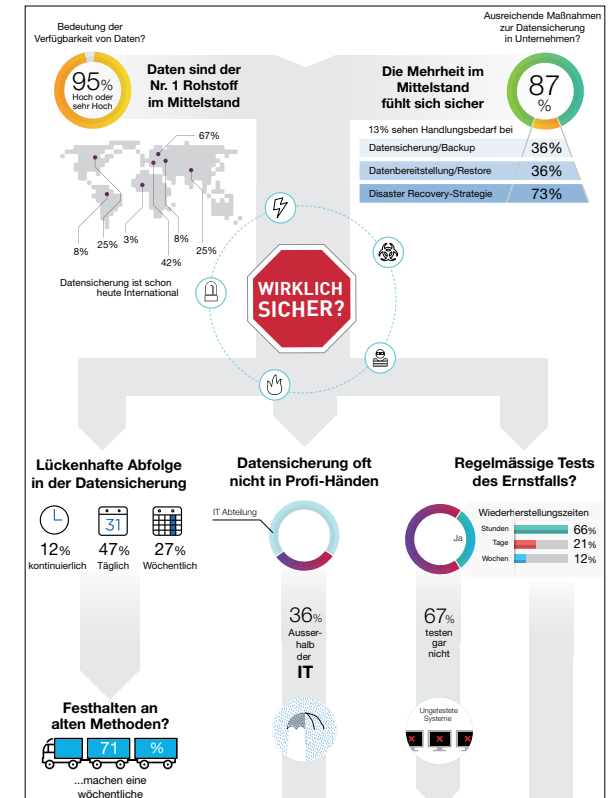 Bedeutung der
Verfügbarkeit von Daten?
95%
Hoch oder
sehr Hoch
Daten sind der
Nr. 1 Rohstoff
im Mittelstand
Ausreichende Maßnahmen
zur Datensicherung
in Unternehmen?
Die Mehrheit im
Mittelstand
fühlt sich sicher
87
%
13% sehen Handlungsbedarf bei
Datensicherung/Backup 36%
Datenbereitstellung/Restore 36%
Disaster Recovery-Strategie 73%
67%
8%
25%
3%
42%
8%
25%
Datensicherung ist schon
heute International
WIRKLICH
SICHER?
Lückenhafte Abfolge
in der Datensicherung
31
12% 47% 27%
kontinuierlich Täglich Wöchentlich
Festhalten an
alten Methoden?
71 %
...machen eine
wöchentliche
Datensicherung oft
nicht in Profi-Händen
IT Abteilung
36%
Ausser-
halb
der
IT
Regelmässige Tests
des Ernstfalls?
Ja
Wiederherstellungszeiten
Stunden 66%
Tage 21%
Wochen 12%
67%
testen
gar
nicht
Ungetestete
Systeme